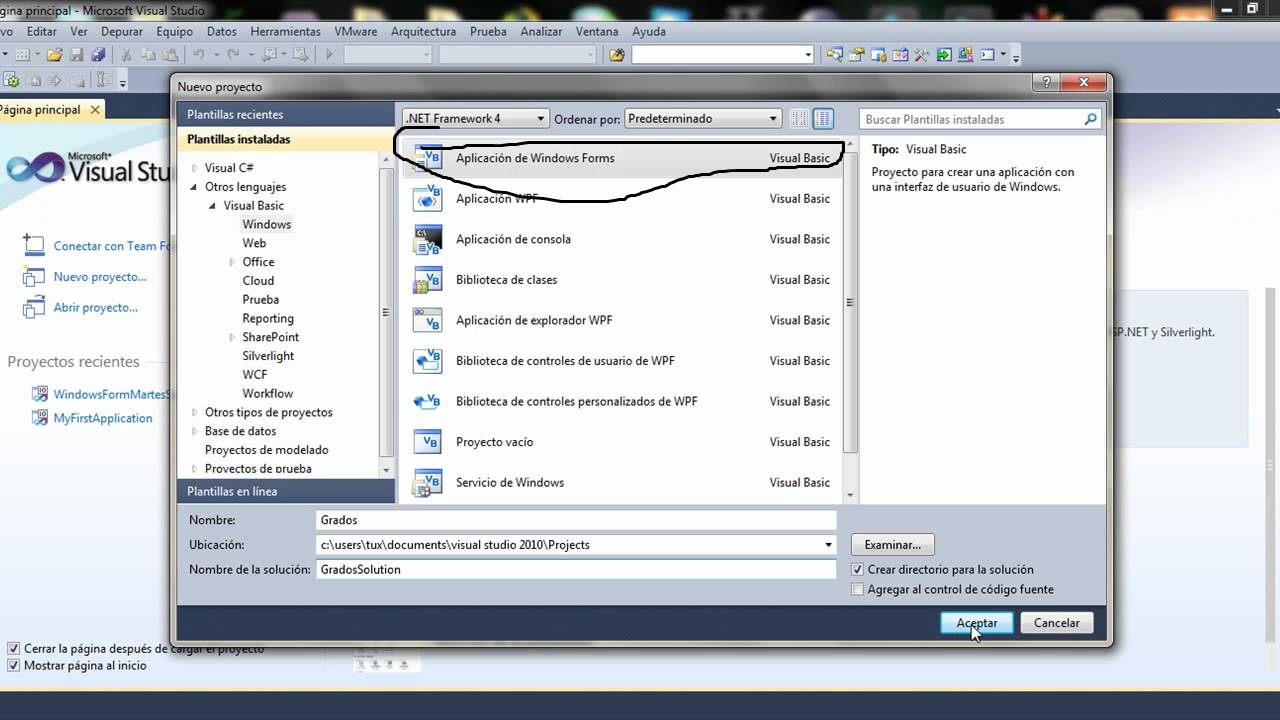 Página principal - Microsoft Visual Studio
vo Editar Ver Depurar Equipo Datos Herramientas VMware Arquitectura Prueba Analizar Ventana Ayuda
Página principal
Microsoft®
Visual Stu
Conectar con Team Fo
Nuevo proyecto...
Abrir proyecto...
Proyectos recientes
WindowsFormMartesS
MyFirstApplication
Cerrar la página después de cargar el proyecto
Mostrar página al inicio
SP.NET y Silverlight.
Nuevo proyecto
Plantillas recientes
Plantillas instaladas
Visual C#
Otros lenguajes
Visual Basic
Windows
Web
Office
Cloud
Prueba
Reporting
SharePoint
Silverlight
WCF
Workflow
Otros tipos de proyectos
Base de datos
Proyectos de modelado
Proyectos de prueba
Plantillas en línea
.NET Framework 4 Ordenar por: Predeterminado
Aplicación de Windows Forms Visual Basic
Aplicación WPF Visual Basic
Aplicación de consola Visual Basic
Biblioteca de clases Visual Basic
Aplicación de explorador WPF Visual Basic
Biblioteca de controles de usuario de WPF Visual Basic
Biblioteca de controles personalizados de WPF Visual Basic
Proyecto vacío Visual Basic
Servicio de Windows Visual Basic
Buscar Plantillas instaladas
Tipo: Visual Basic
Proyecto para crear una aplicación con
una interfaz de usuario de Windows.
Nombre: Grados
Ubicación: c:\users\tux\documents\visual studio 2010\Projects Examinar...
Nombre de la solución: GradosSolution
Crear directorio para la solución
Agregar al control de código fuente
Aceptar Cancelar